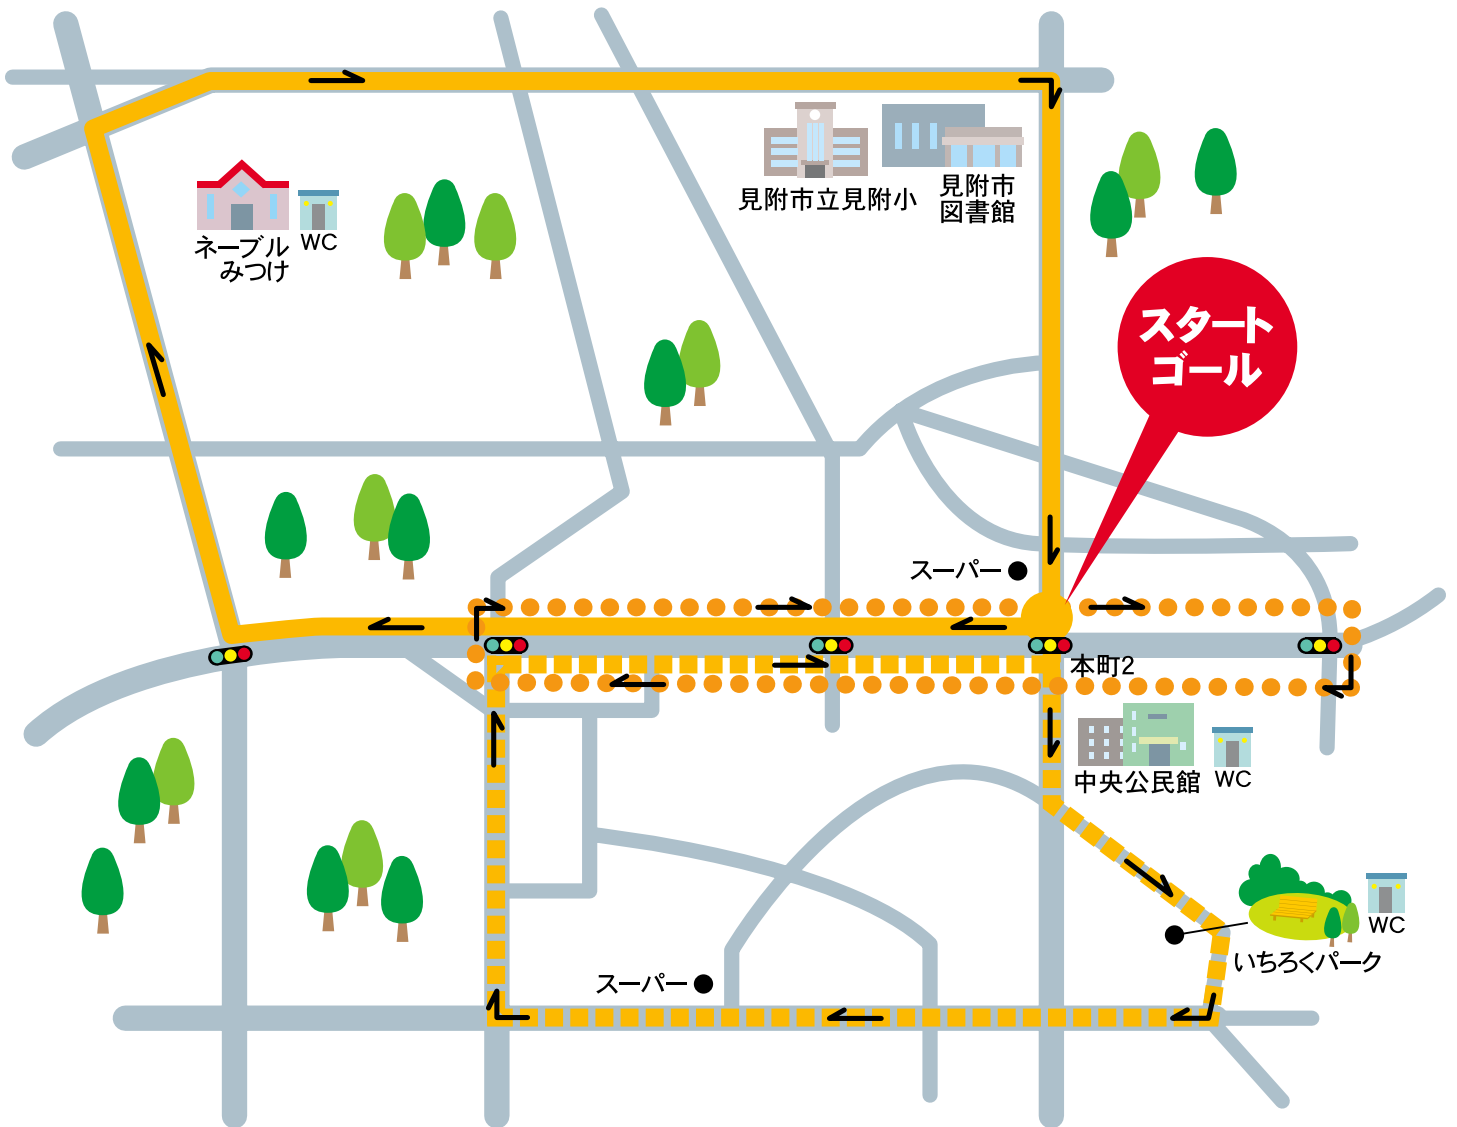 見附市立見附小
見附市
図書館
ネーブル
みつけ
WC
スタート
ゴール
スーパー
本町2
中央公民館
WC
WC
いちろくパーク
スーパー